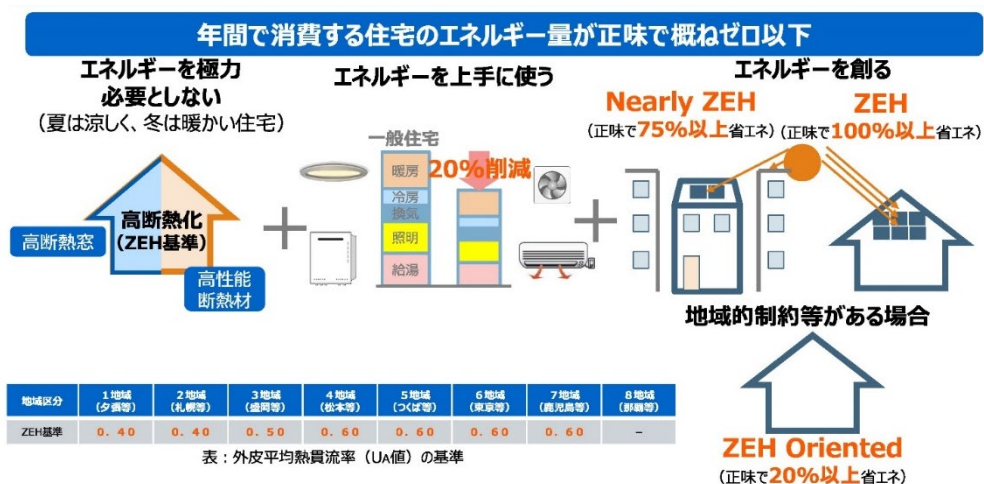 年間で消費する住宅のエネルギー量が正味で概ねゼロ以下
エネルギーを極力
必要としない
（夏は涼しく、冬は暖かい住宅）
高断熱化
（ZEH基準）
高断熱窓
高性能
断熱材
エネルギーを上手に使う
一般住宅
20%削減
暖房
冷房
換気
照明
給湯
エネルギーを創る
Nearly ZEH
（正味で75%以上省エネ）
ZEH
（正味で100%以上省エネ）
地域的制約等がある場合
ZEH Oriented
（正味で20%以上省エネ）
地域区分 1地域（夕張等） 2地域（札幌等） 3地域（盛岡等） 4地域（松本等） 5地域（つくば等） 6地域（東京等） 7地域（鹿児島等） 8地域（那覇等）
ZEH基準 0.40 0.40 0.50 0.60 0.60 0.60 0.60 －
表：外皮平均熱貫流率（UA値）の基準